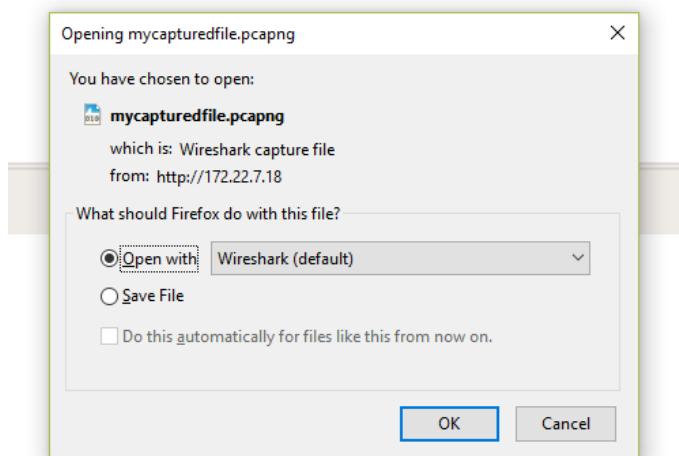 Opening mycapturedfile.pcapng
You have chosen to open:
mycapturedfile.pcapng
which is: Wireshark capture file
from: http://172.22.7.18
What should Firefox do with this file?
Open with Wireshark (default)
Save File
Do this automatically for files like this from now on.
OK Cancel